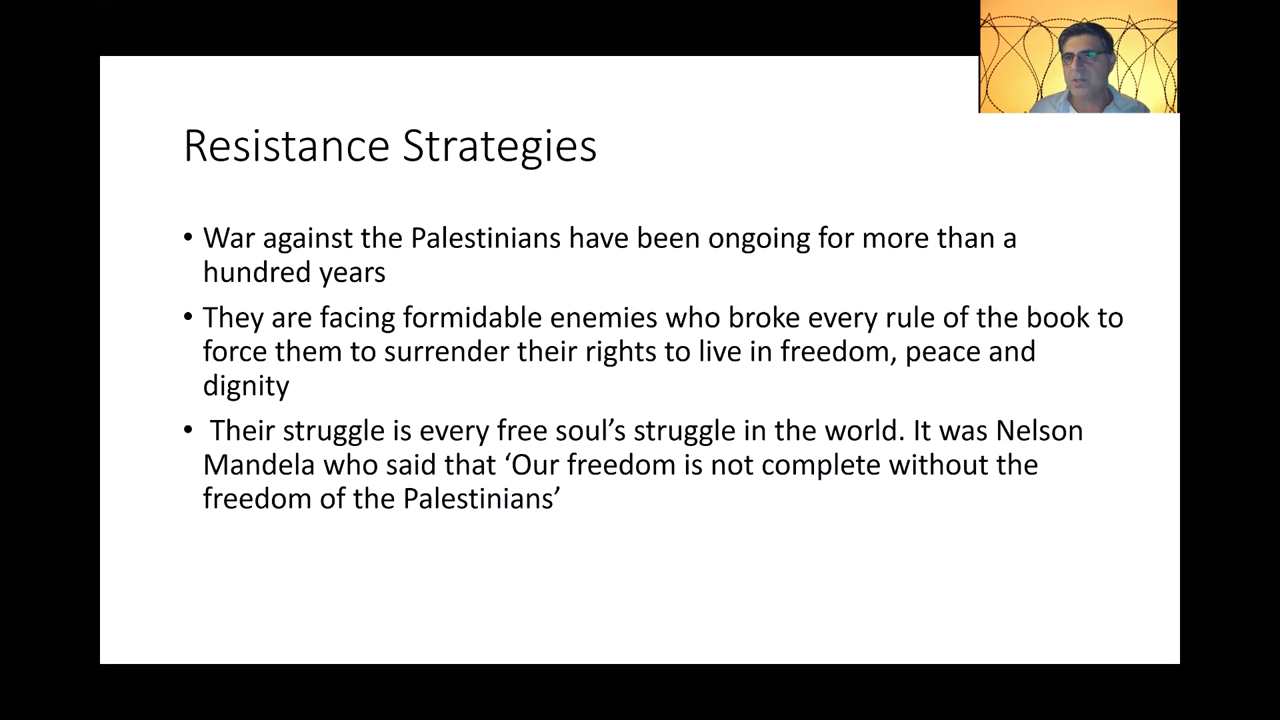 Resistance Strategies
• War against the Palestinians have been ongoing for more than a
hundred years
• They are facing formidable enemies who broke every rule of the book to
force them to surrender their rights to live in freedom, peace and
dignity
• Their struggle is every free soul’s struggle in the world. It was Nelson
Mandela who said that ‘Our freedom is not complete without the
freedom of the Palestinians’